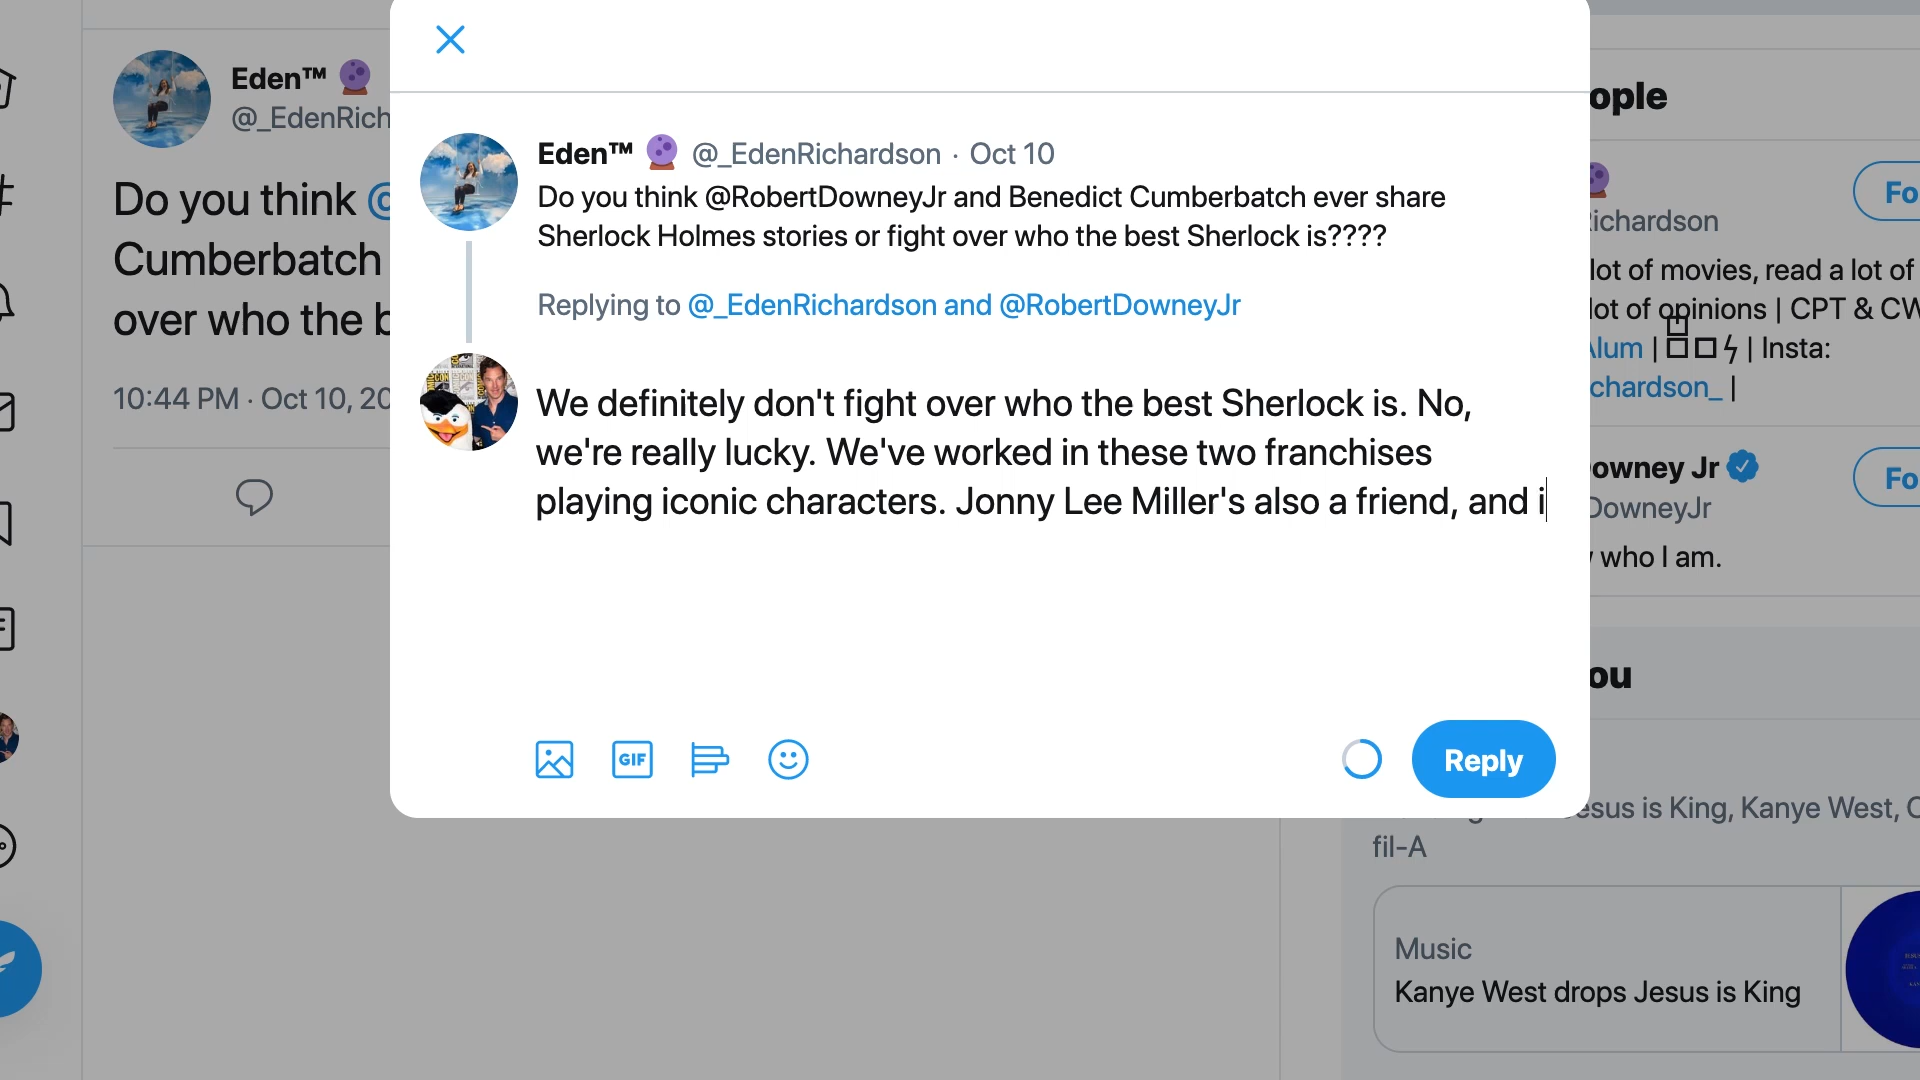 Eden™
@_EdenRich
Do you think @
Cumberbatch
over who the b
10:44 PM · Oct 10, 20
Eden™ @_EdenRichardson · Oct 10
Do you think @RobertDowneyJr and Benedict Cumberbatch ever share
Sherlock Holmes stories or fight over who the best Sherlock is????
Replying to @_EdenRichardson and @RobertDowneyJr
We definitely don't fight over who the best Sherlock is. No,
we're really lucky. We've worked in these two franchises
playing iconic characters. Jonny Lee Miller's also a friend, and i
GIF
Reply
ople
Fo
ichardson
lot of movies, read a lot of
lot of opinions | CPT & CW
Alum | | Insta:
chardson_ |
owney Jr
Fo
DowneyJr
who I am.
ou
esus is King, Kanye West, C
fil-A
Music
Kanye West drops Jesus is King